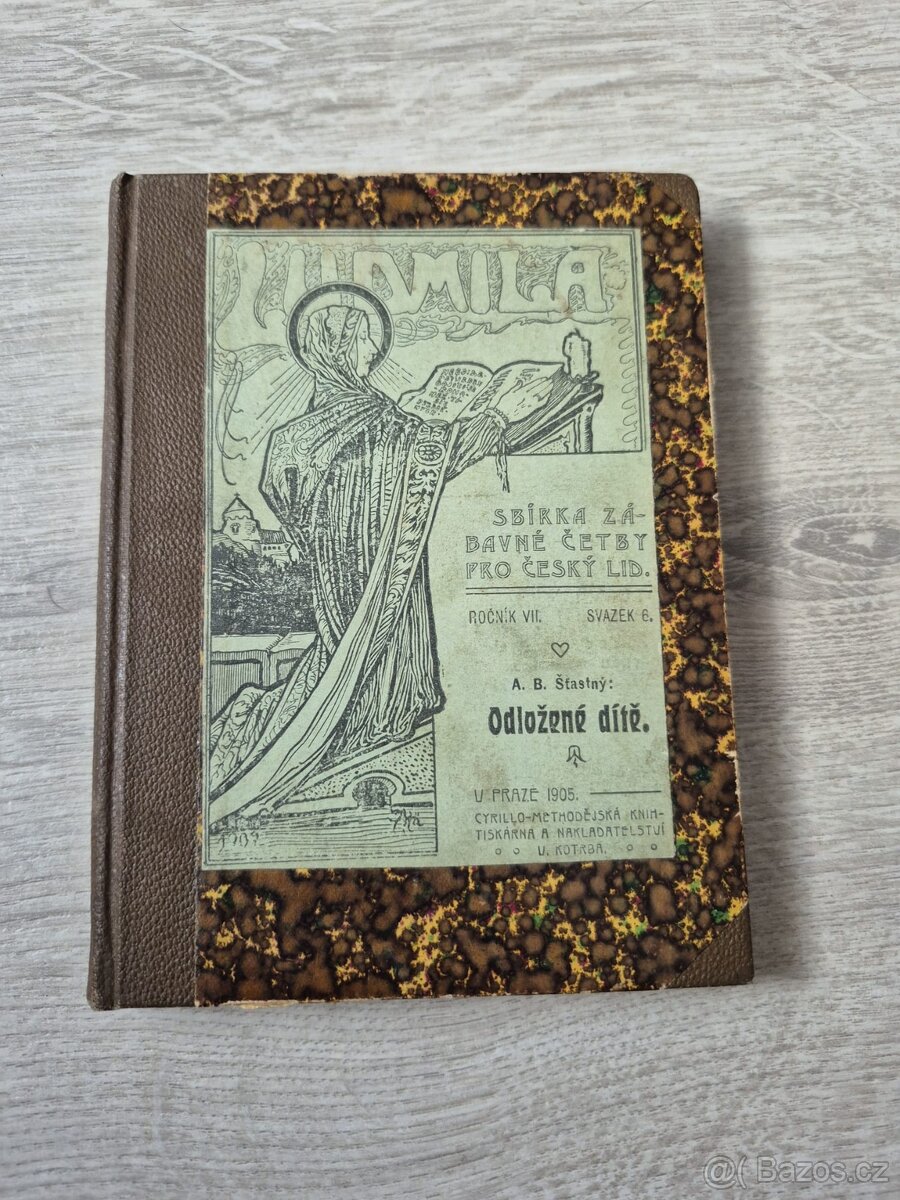 LUDMILA
SBÍRKA ZÁ-
BAVNÉ ČETBY
PRO ČESKÝ LID.
ROČNÍK VII. SVAZEK 6.
A. B. Šťastný:
Odložené dítě.
U PRAZE 1905.
CYRILLO-METHODĚJSKÁ KNIH-
TISKÁRNA A NAKLADATELSTVÍ
U. KOTRBA.
@( Bazos.cz